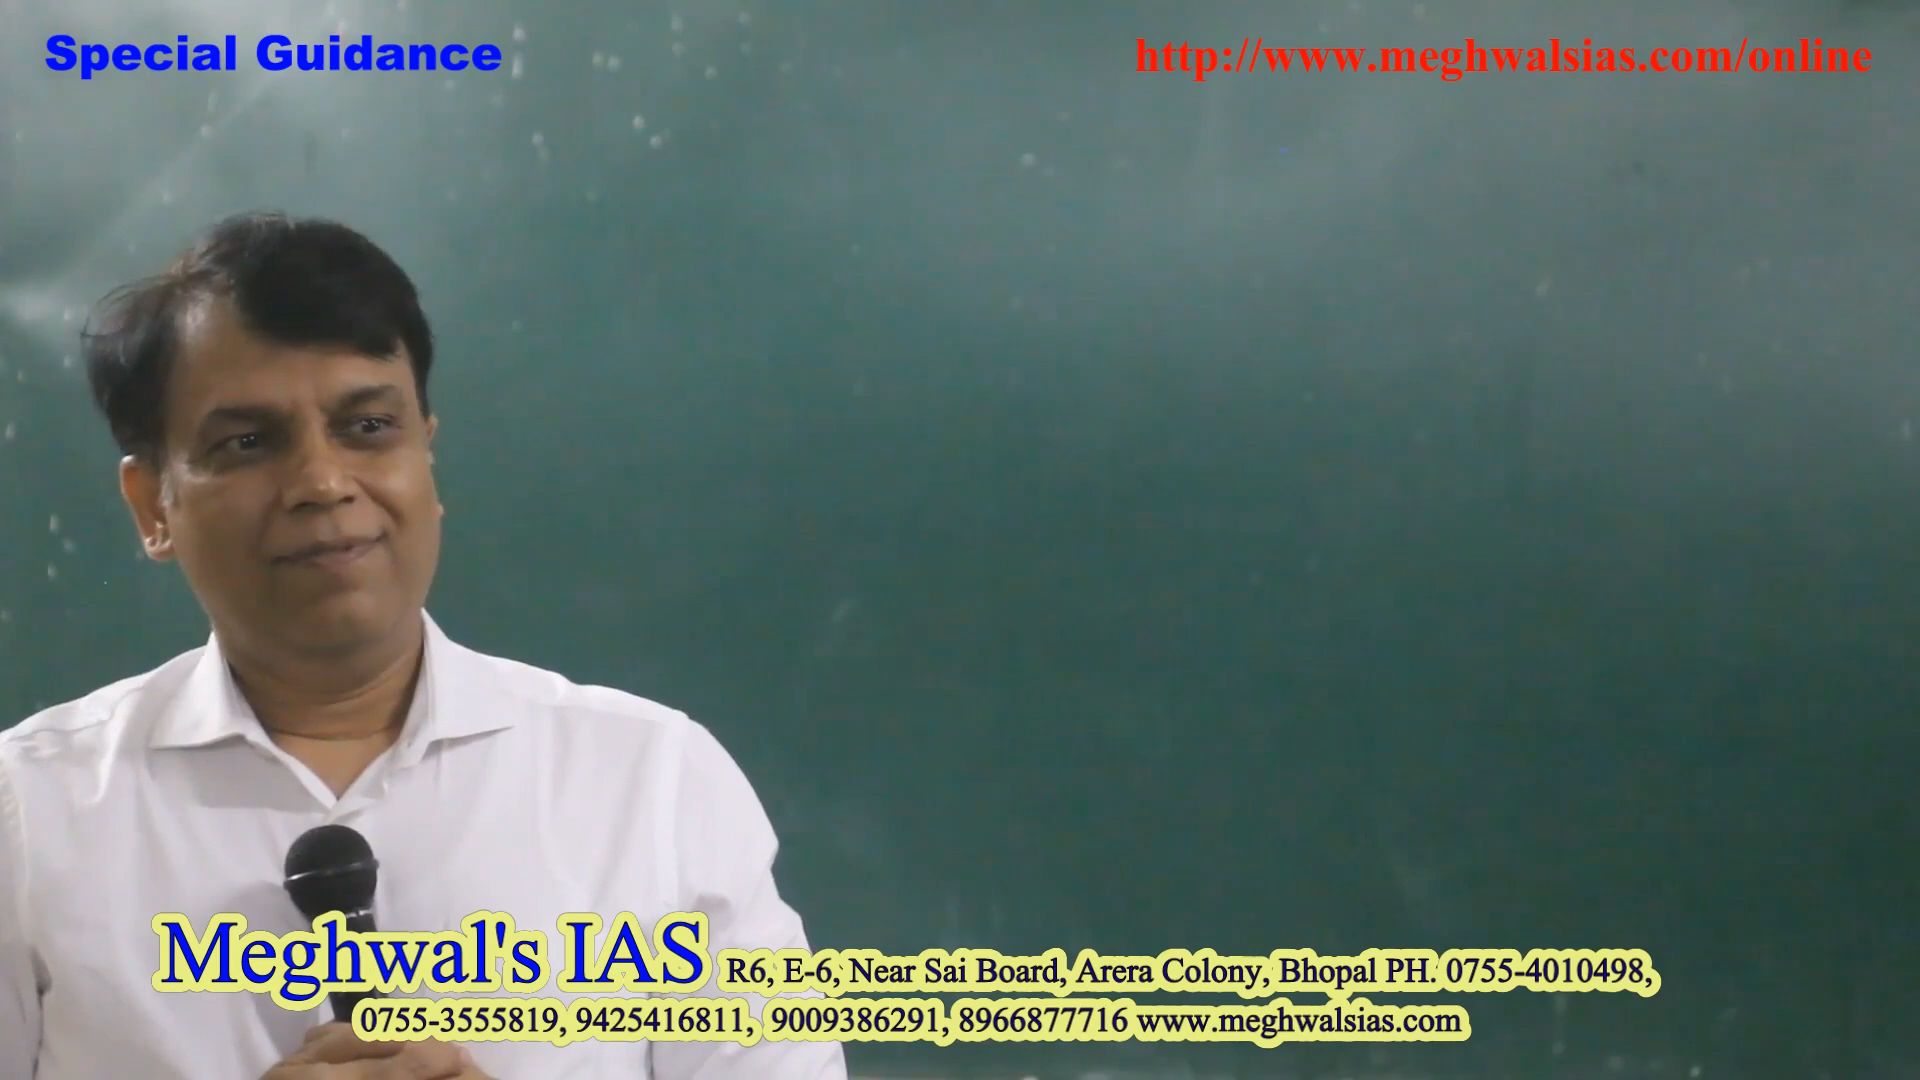 Special Guidance
http://www.meghwalsias.com/online
Meghwal's IAS R6, E-6, Near Sai Board, Arera Colony, Bhopal PH. 0755-4010498,
0755-3555819, 9425416811, 9009386291, 8966877716 www.meghwalsias.com